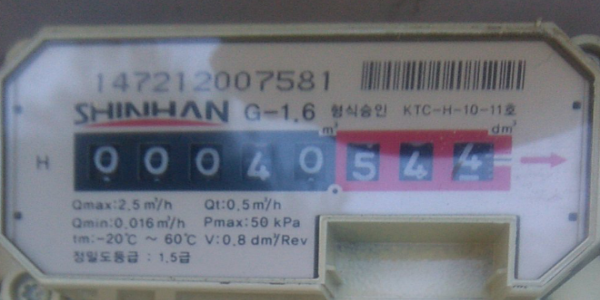 147212007581
SHINHAN G-1.6 형식승인 KTC-H-10-11호
m³ dm³
H 00040544
Qmax:2,5㎥/h Qt:0,5㎥/h
Qmin:0,016㎥/h Pmax:50 kPa
tm:-20℃ ~ 60℃ V:0,8 dm³/Rev
정밀도등급 : 1,5급